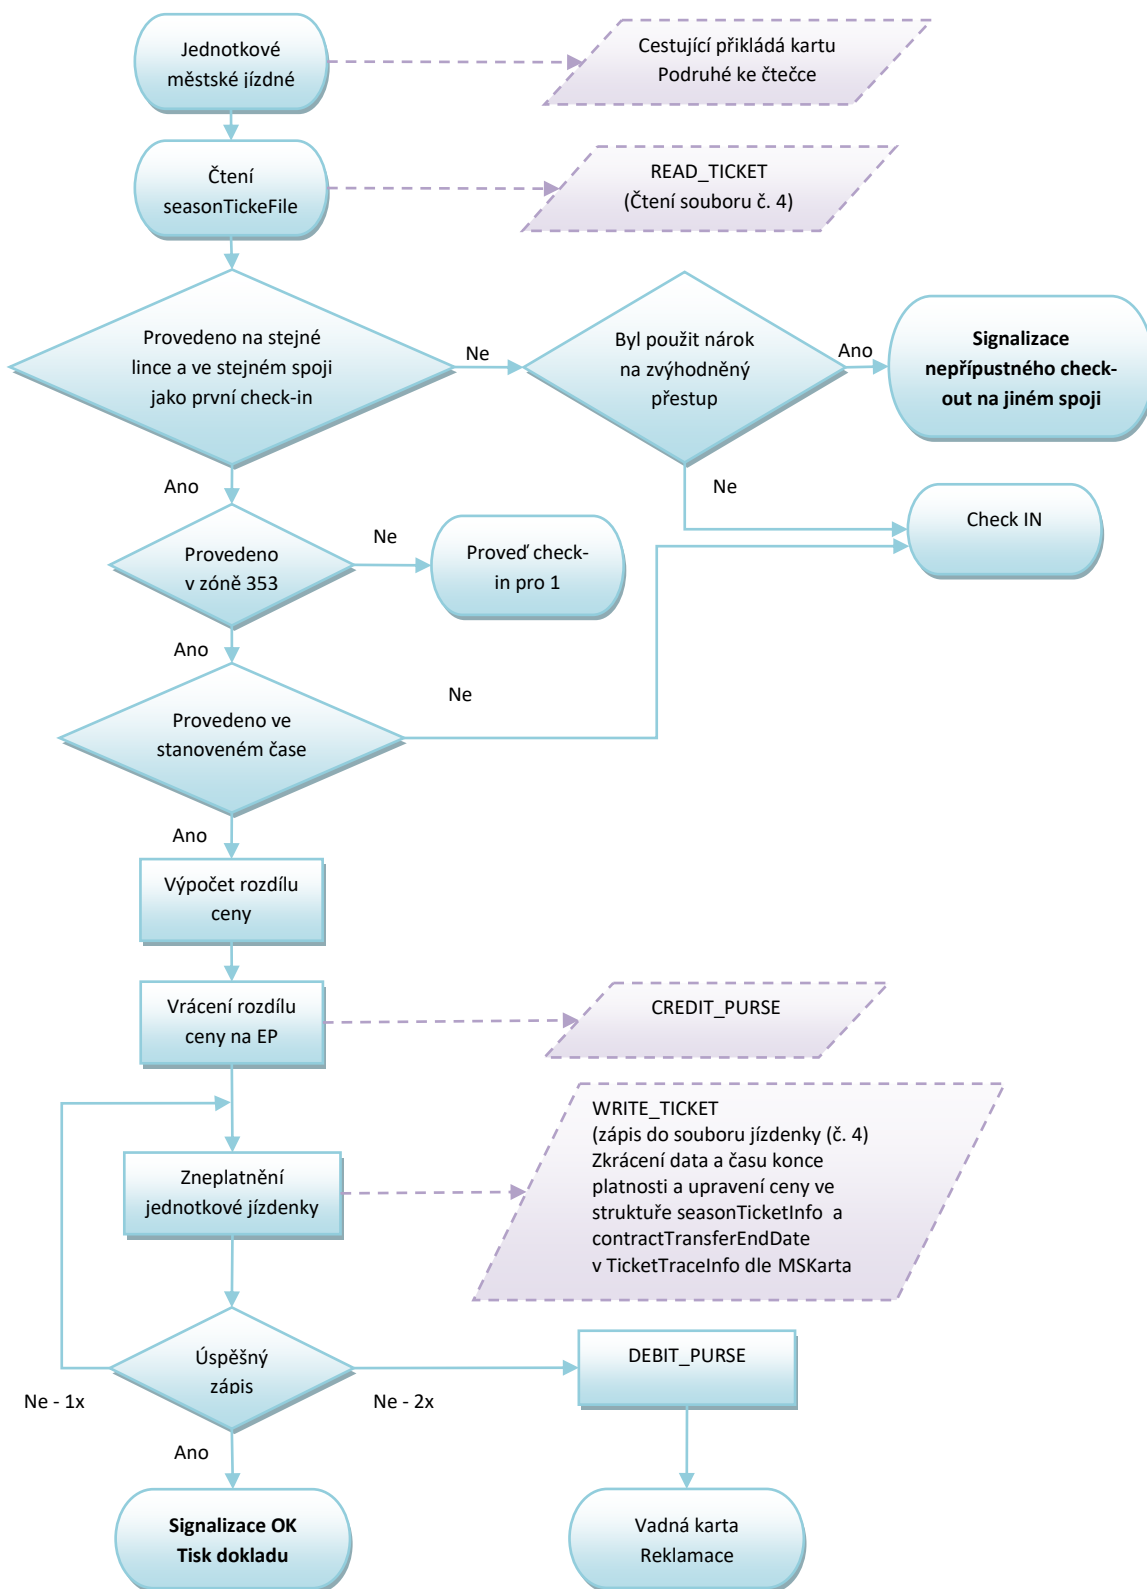 Jednotkové
městské jízdné
Cestující přikládá kartu
Podruhé ke čtečce
Čtení
seasonTickeFile
READ_TICKET
(Čtení souboru č. 4)
Provedeno na stejné
lince a ve stejném spoji
jako první check-in
Ne
Byl použit nárok
na zvýhodněný
přestup
Ano
Signalizace
nepřípustného check-
out na jiném spoji
Ano
Ne
Check IN
Provedeno
v zóně 353
Ne
Proveď check-
in pro 1
Ano
Ne
Provedeno ve
stanoveném čase
Ano
Výpočet rozdílu
ceny
Vrácení rozdílu
ceny na EP
CREDIT_PURSE
WRITE_TICKET
(zápis do souboru jízdenky (č. 4)
Zkrácení data a času konce
platnosti a upravení ceny ve
struktuře seasonTicketInfo a
contractTransferEndDate
v TicketTraceInfo dle MSKarta
Zneplatnění
jednotkové jízdenky
Úspěšný
zápis
DEBIT_PURSE
Ne - 1x
Ne - 2x
Ano
Signalizace OK
Tisk dokladu
Vadná karta
Reklamace